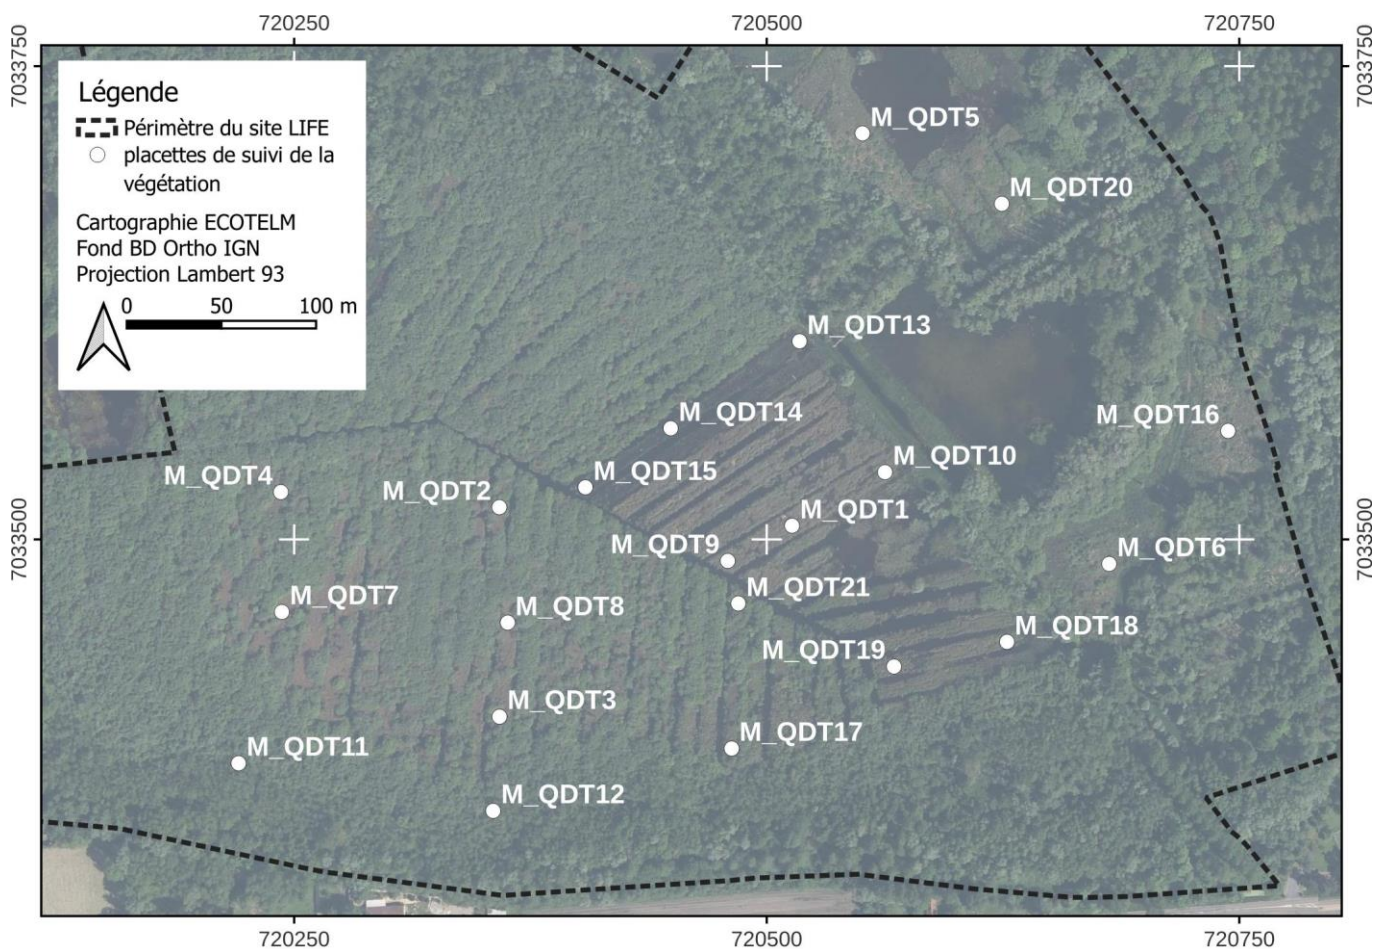 720250
720500
720750
7033750
7033750
Légende
Périmètre du site LIFE
placettes de suivi de la
végétation
Cartographie ECOTELM
Fond BD Ortho IGN
Projection Lambert 93
0 50 100 m
M_QDT5
M_QDT20
M_QDT13
M_QDT14
M_QDT16
M_QDT15
M_QDT10
M_QDT4
M_QDT2
M_QDT1
7033500
7033500
M_QDT9
M_QDT6
M_QDT7
M_QDT8
M_QDT21
M_QDT18
M_QDT19
M_QDT3
M_QDT17
M_QDT11
M_QDT12
720250
720500
720750